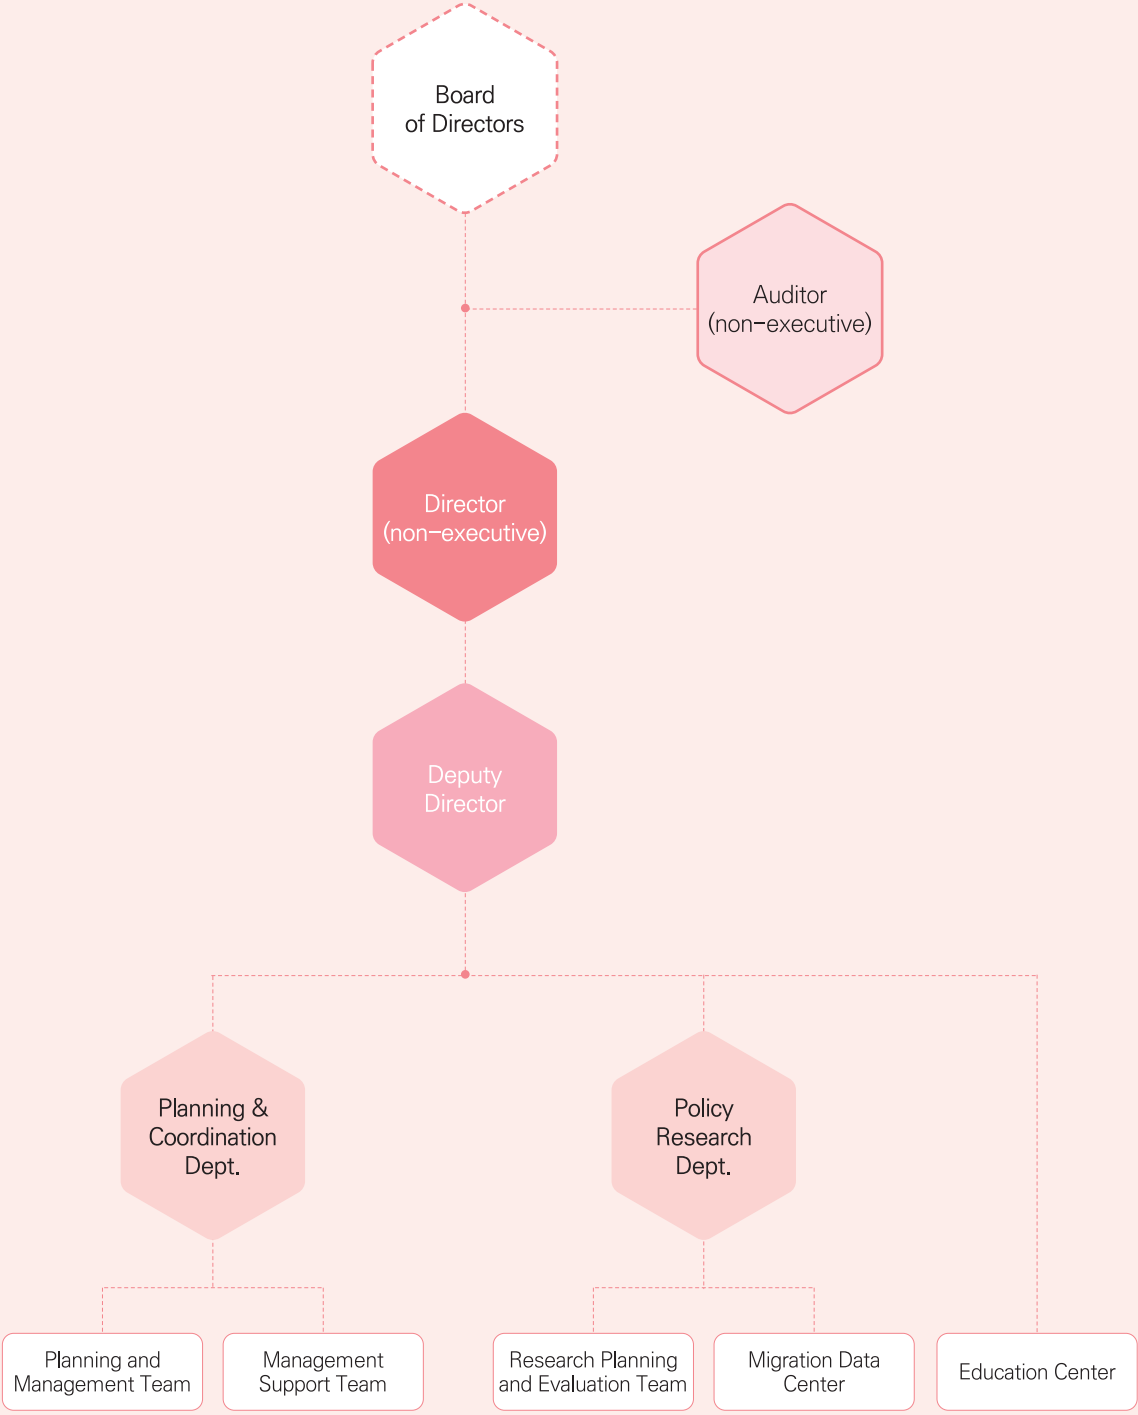 Board
of Directors
Auditor
(non-executive)
Director
(non-executive)
Deputy
Director
Planning &
Coordination
Dept.
Policy
Research
Dept.
Planning and
Management Team
Management
Support Team
Research Planning
and Evaluation Team
Migration Data
Center
Education Center